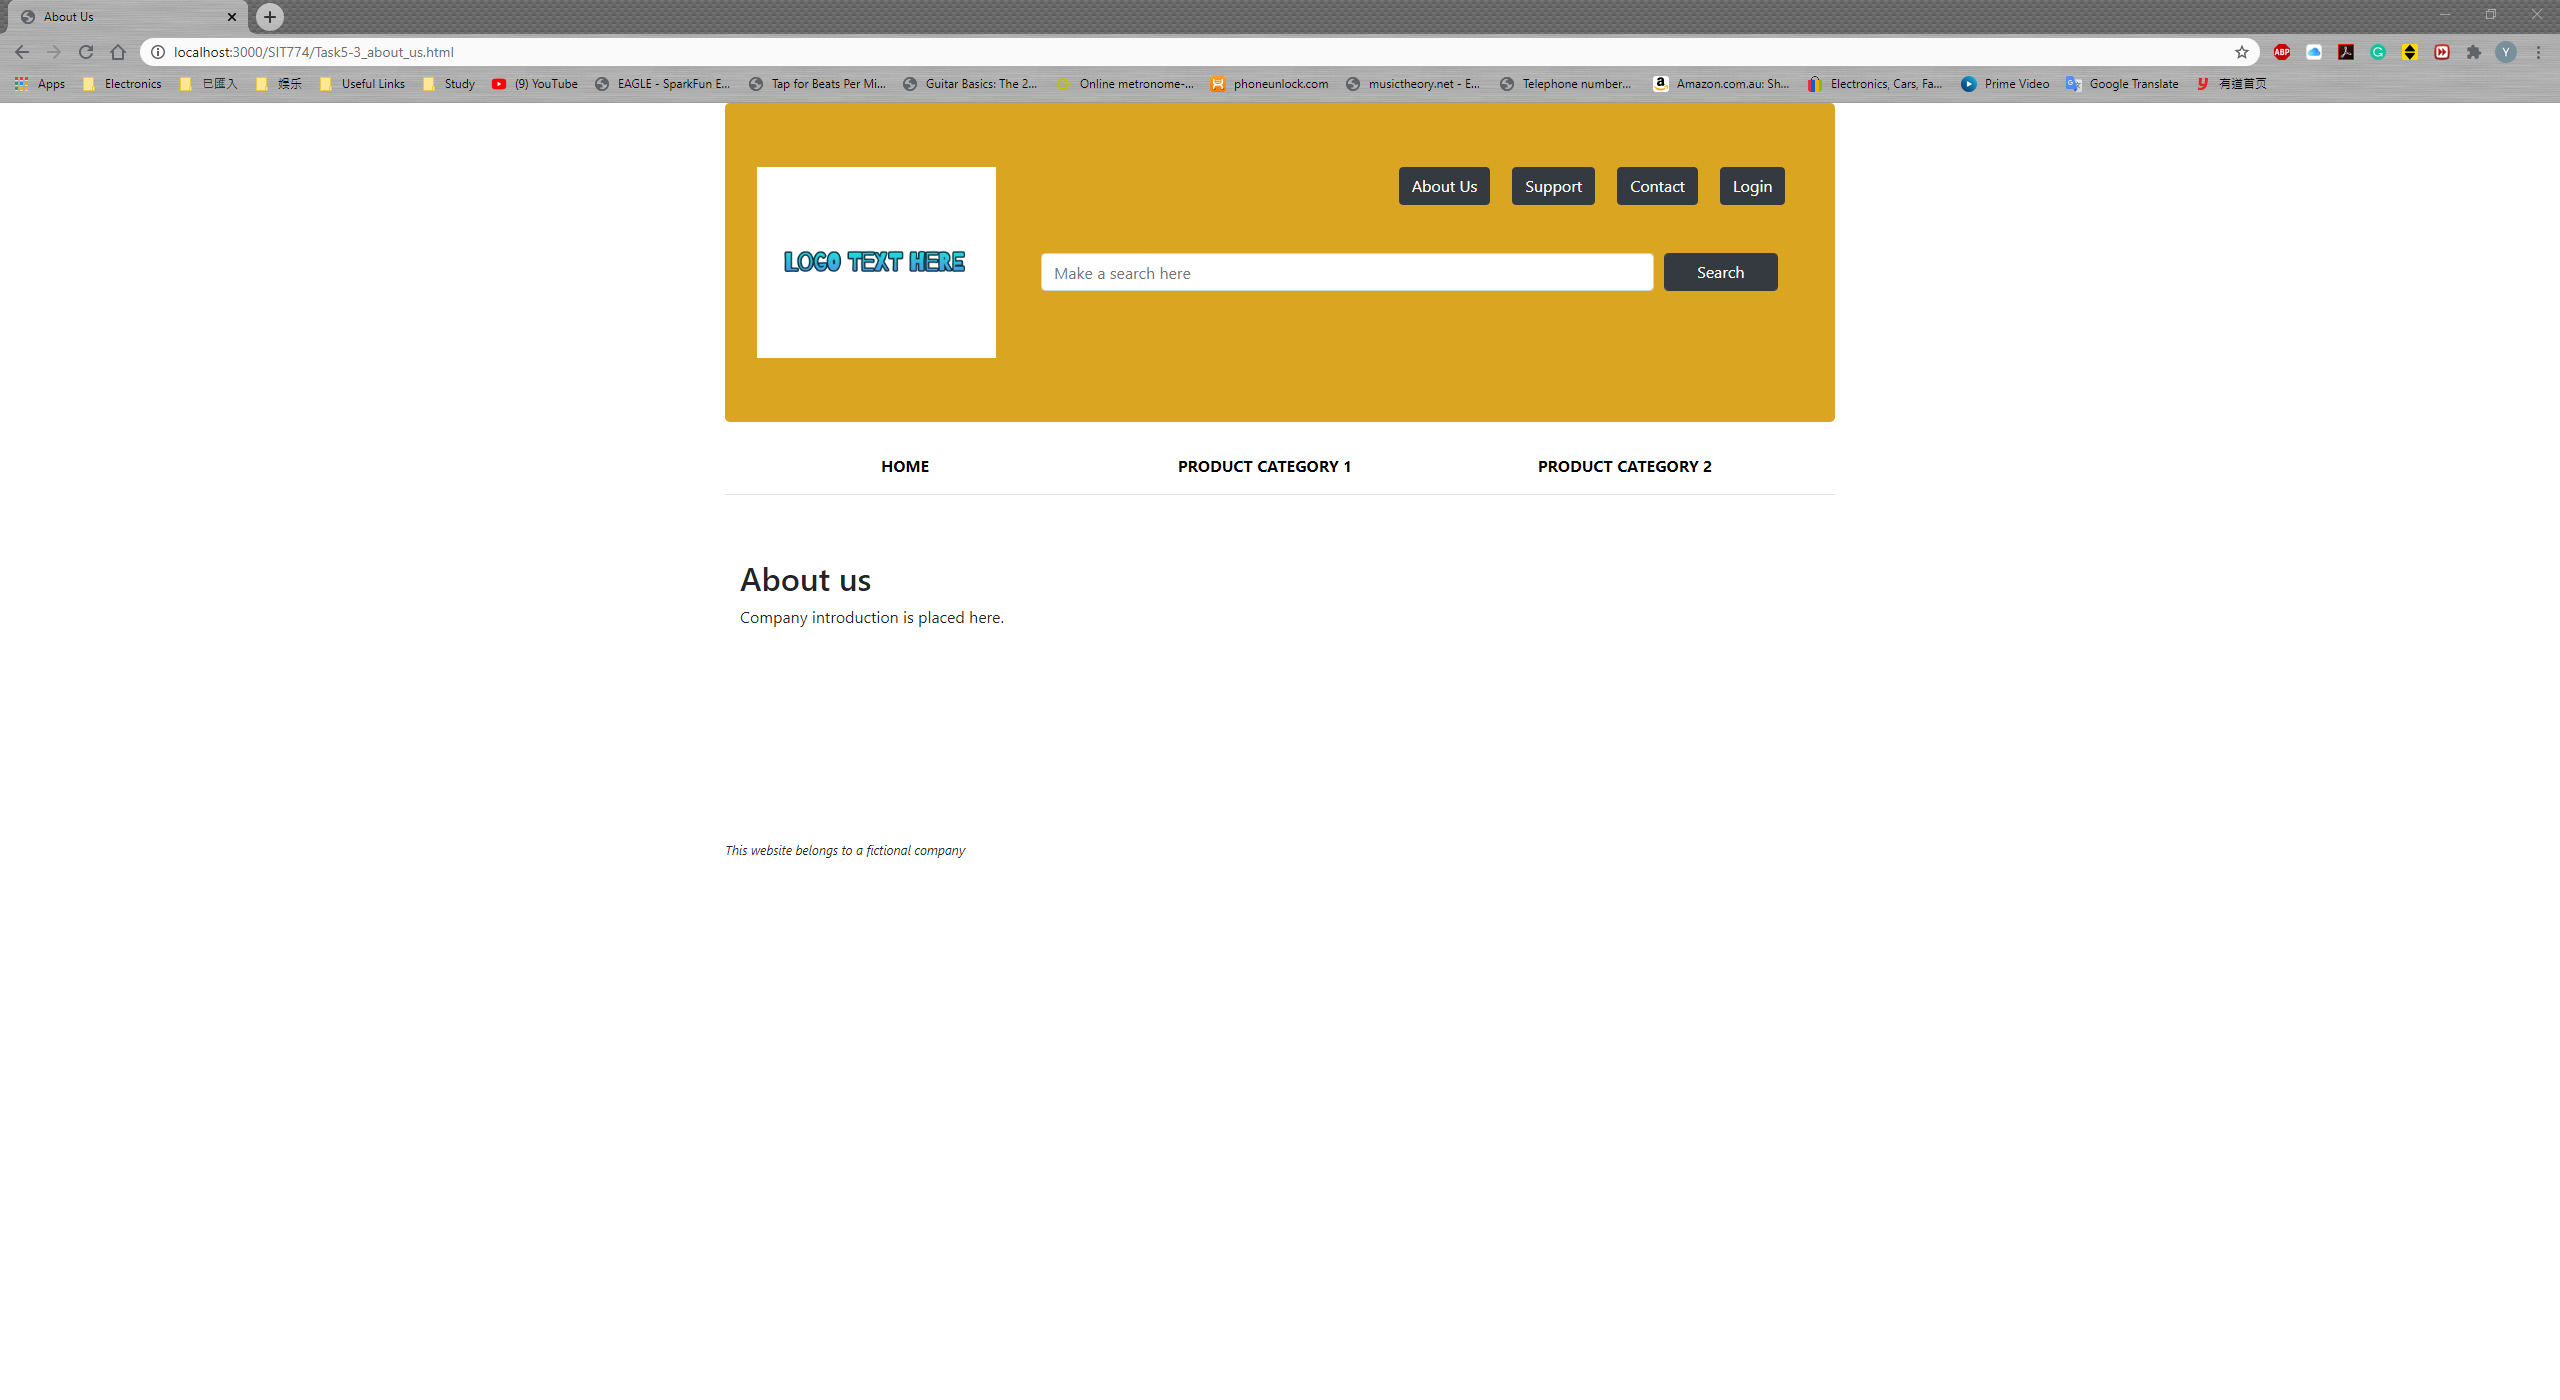 About Us
localhost:3000/SIT774/Task5-3_about_us.html
Y
Apps Electronics 已匯入 娱乐 Useful Links Study (9) YouTube EAGLE - SparkFun E... Tap for Beats Per Mi... Guitar Basics: The 2... Online metronome-... phoneunlock.com musictheory.net - E... Telephone number... Amazon.com.au: Sh... Electronics, Cars, Fa... Prime Video Google Translate 有道首页
About Us Support Contact Login
LOGO TEXT HERE
Make a search here Search
HOME PRODUCT CATEGORY 1 PRODUCT CATEGORY 2
About us
Company introduction is placed here.
This website belongs to a fictional company